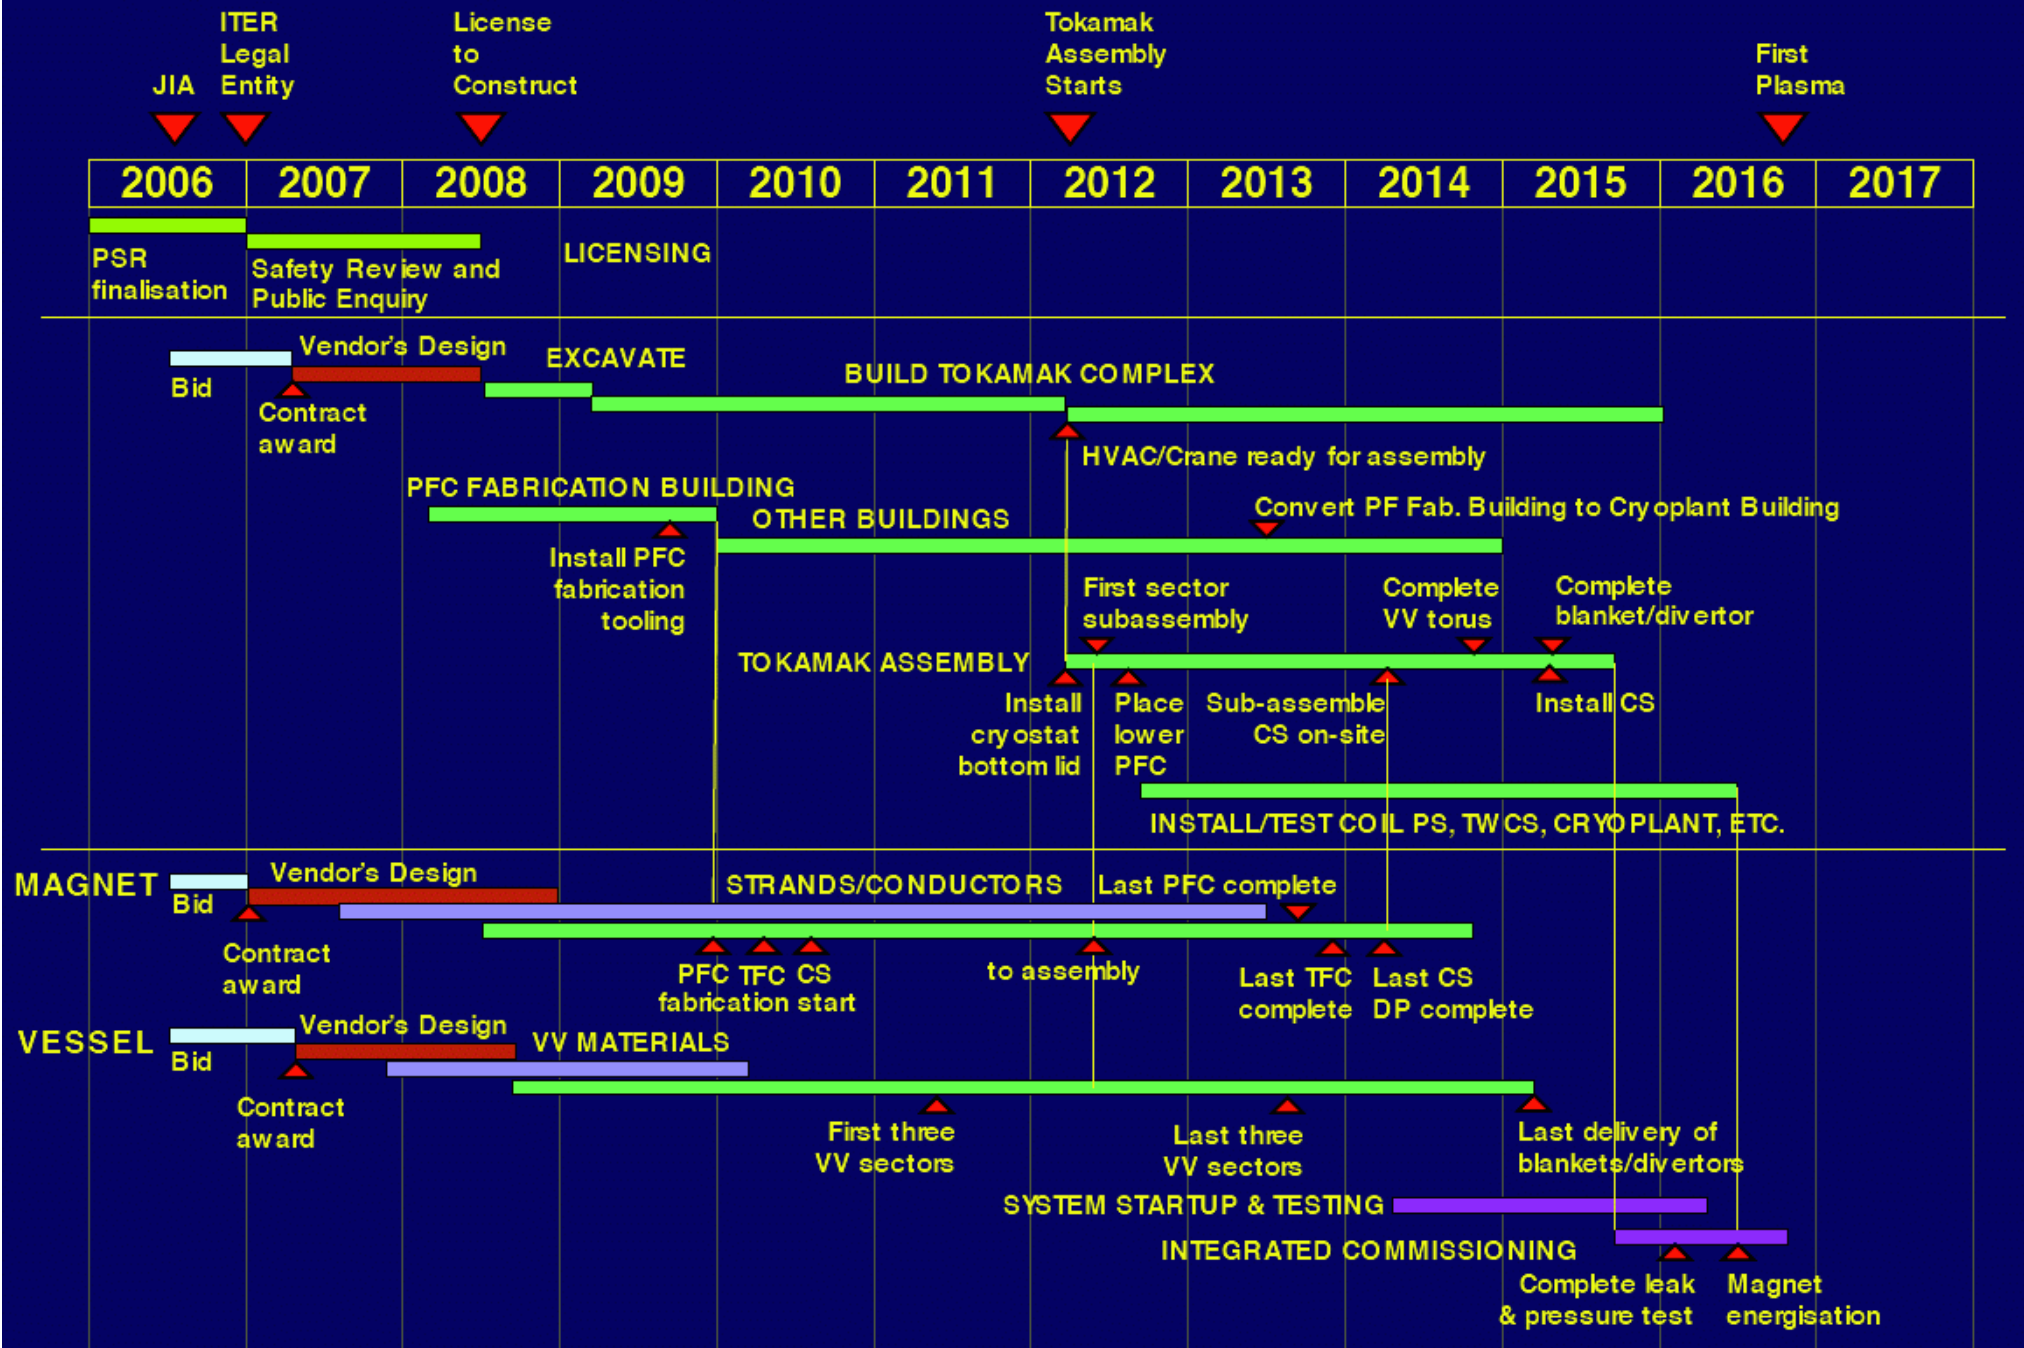 ITER
Legal
Entity
License
to
Construct
Tokamak
Assembly
Starts
First
Plasma
JIA
2006 2007 2008 2009 2010 2011 2012 2013 2014 2015 2016 2017
PSR
finalisation
Safety Review and
Public Enquiry
LICENSING
Vendor's Design
Bid
EXCAVATE
BUILD TOKAMAK COMPLEX
Contract
award
HVAC/Crane ready for assembly
PFC FABRICATION BUILDING
OTHER BUILDINGS
Convert PF Fab. Building to Cryoplant Building
Install PFC
fabrication
tooling
First sector
subassembly
Complete
VV torus
Complete
blanket/divertor
TOKAMAK ASSEMBLY
Install
cryostat
bottom lid
Place
lower
PFC
Sub-assemble
CS on-site
Install CS
INSTALL/TEST COIL PS, TWCS, CRYOPLANT, ETC.
MAGNET
Vendor's Design
Bid
STRANDS/CONDUCTORS
Last PFC complete
Contract
award
PFC TFC CS
fabrication start
to assembly
Last TFC
complete
Last CS
DP complete
VESSEL
Vendor's Design
Bid
VV MATERIALS
Contract
award
First three
VV sectors
Last three
VV sectors
Last delivery of
blankets/divertors
SYSTEM STARTUP & TESTING
INTEGRATED COMMISSIONING
Complete leak
& pressure test
Magnet
energisation